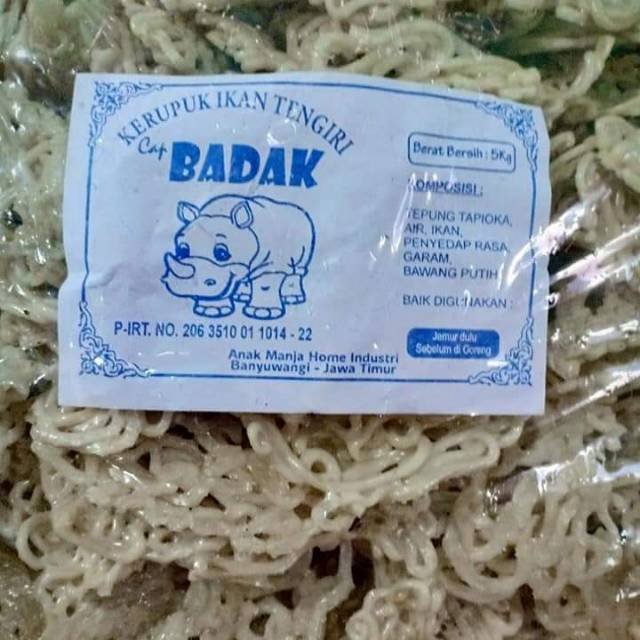 KERUPUK IKAN TENGIRI
Cap BADAK
Berat Bersih : 5Kg
KOMPOSISI :
TEPUNG TAPIOKA,
AIR, IKAN,
PENYEDAP RASA,
GARAM,
BAWANG PUTIH
BAIK DIGUNAKAN :
P-IRT. NO. 206 3510 01 1014 - 22
Jemur dulu
Sebelum di Goreng
Anak Manja Home Industri
Banyuwangi - Jawa Timur